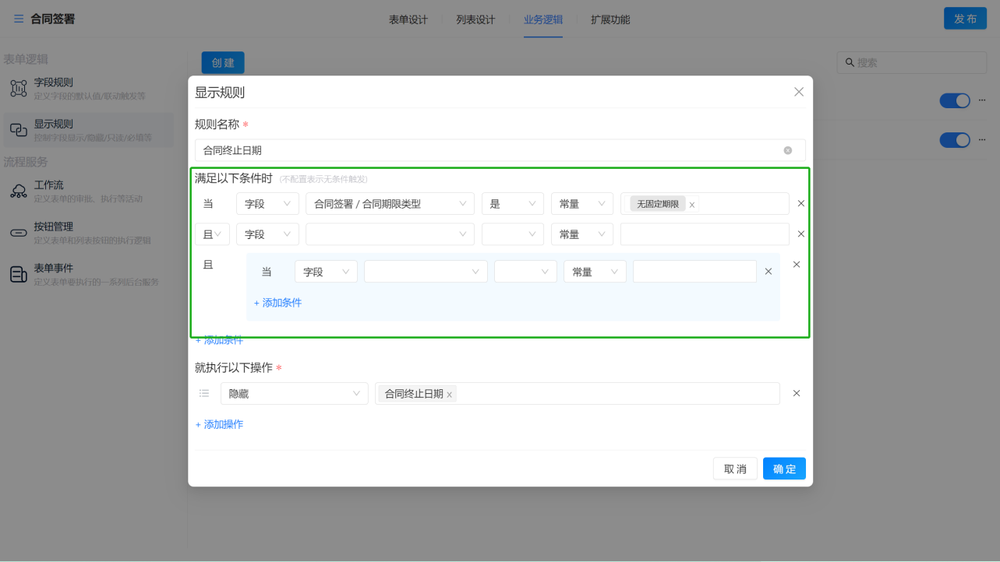 合同签署
表单设计 列表设计 业务逻辑 扩展功能
发布
表单逻辑
字段规则
定义字段的默认值/联动触发等
显示规则
控制字段显示/隐藏/只读/必填等
流程服务
工作流
定义表单的审批、执行等活动
按钮管理
定义表单和列表按钮的执行逻辑
表单事件
定义表单要执行的一系列后台服务
创建
搜索
显示规则
规则名称 *
合同终止日期
满足以下条件时 (不配置表示无条件触发)
当 字段 合同签署 / 合同期限类型 是 常量 无固定期限 x
且 字段 常量
且
当 字段 常量
+ 添加条件
+ 添加条件
就执行以下操作 *
隐藏 合同终止日期 x
+ 添加操作
取消 确定